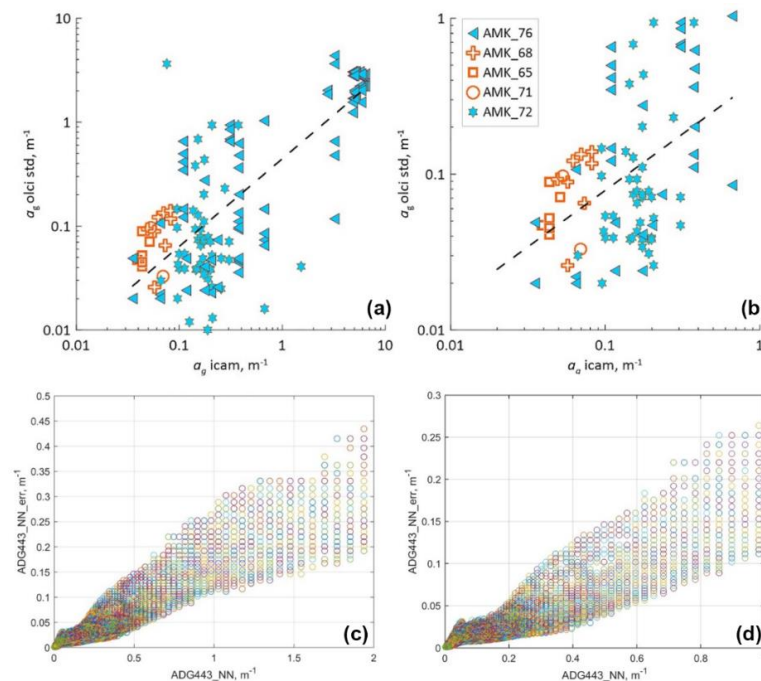 10
1
0.1
0.01
0.01
0.1
1
10
a_g olci std, m⁻¹
a_g icam, m⁻¹
(a)
1
0.1
0.01
0.01
0.1
1
a_g olci std, m⁻¹
a_g icam, m⁻¹
AMK_76
AMK_68
AMK_65
AMK_71
AMK_72
(b)
0.5
0.45
0.4
0.35
0.3
0.25
0.2
0.15
0.1
0.05
0
0
0.5
1
1.5
2
ADG443_NN_err, m⁻¹
ADG443_NN, m⁻¹
(c)
0.3
0.25
0.2
0.15
0.1
0.05
0
0
0.2
0.4
0.6
0.8
ADG443_NN_err, m⁻¹
ADG443_NN, m⁻¹
(d)